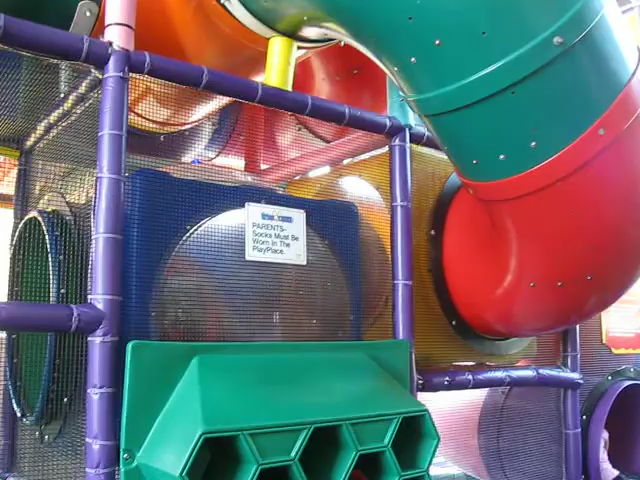 PARENTS-
Socks Must Be
Worn In The
PlayPlace.